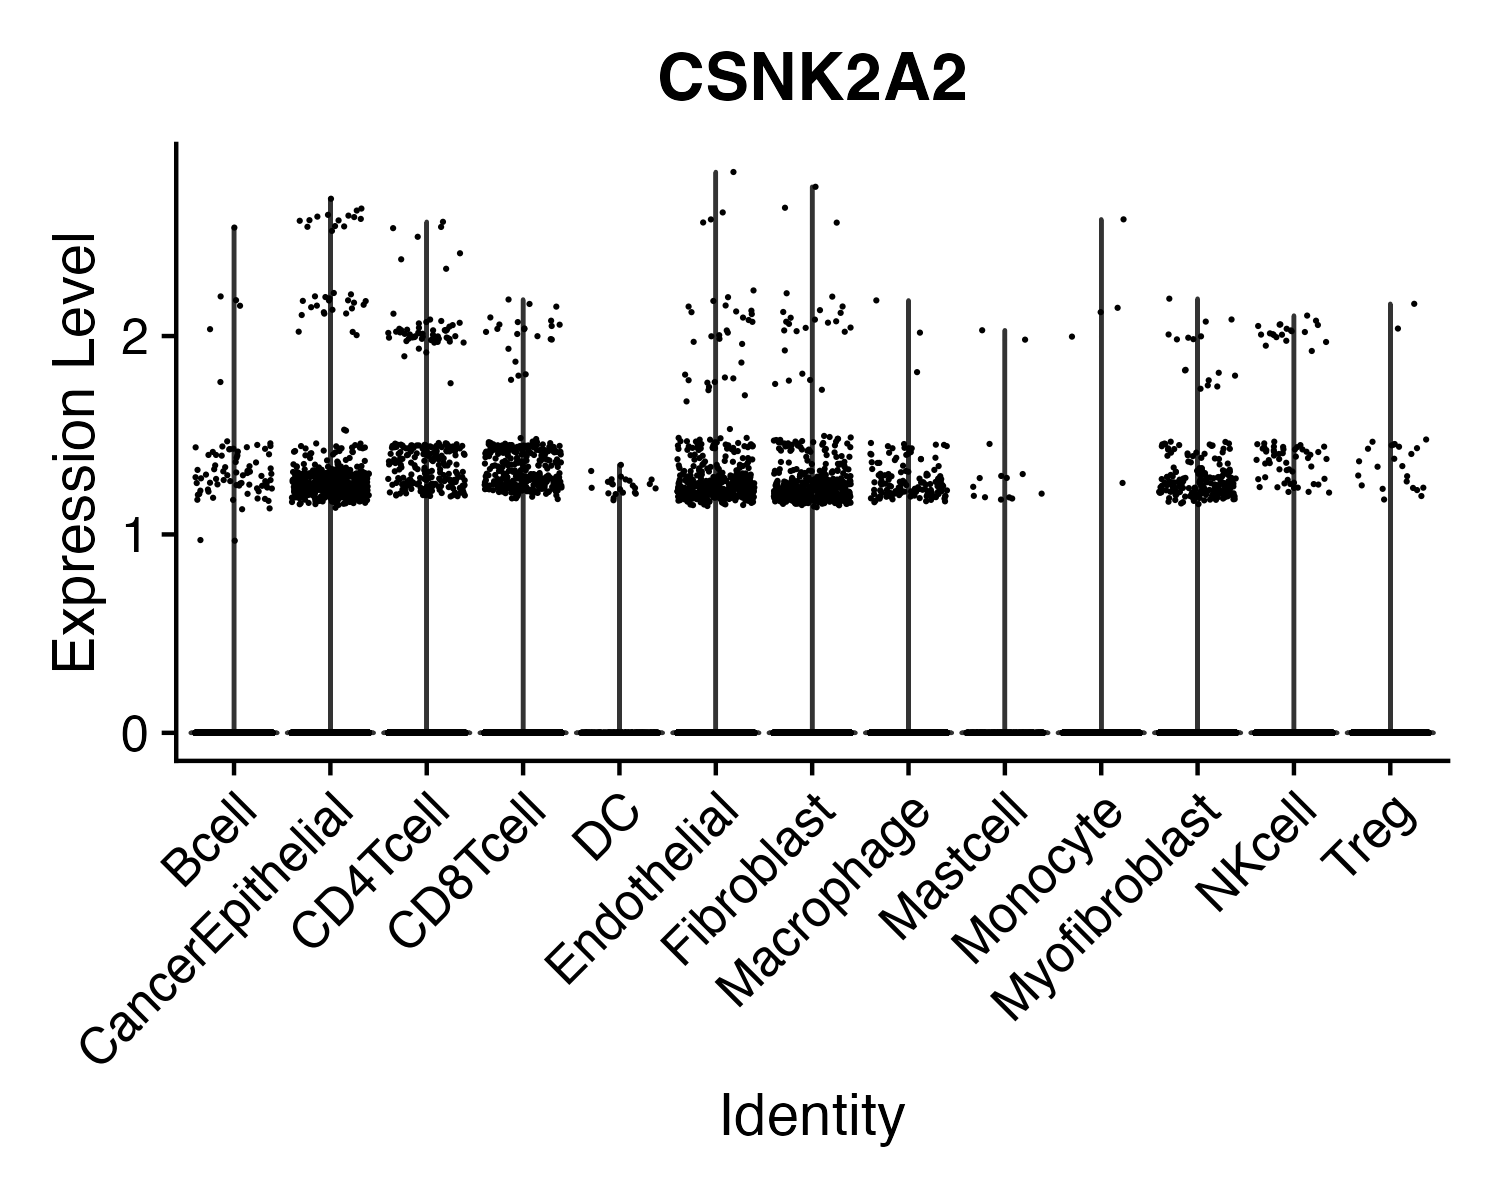 CSNK2A2
Expression Level
2
1
0
Bcell
CancerEpithelial
CD4Tcell
CD8Tcell
DC
Endothelial
Fibroblast
Macrophage
Mastcell
Monocyte
Myofibroblast
NKcell
Treg
Identity